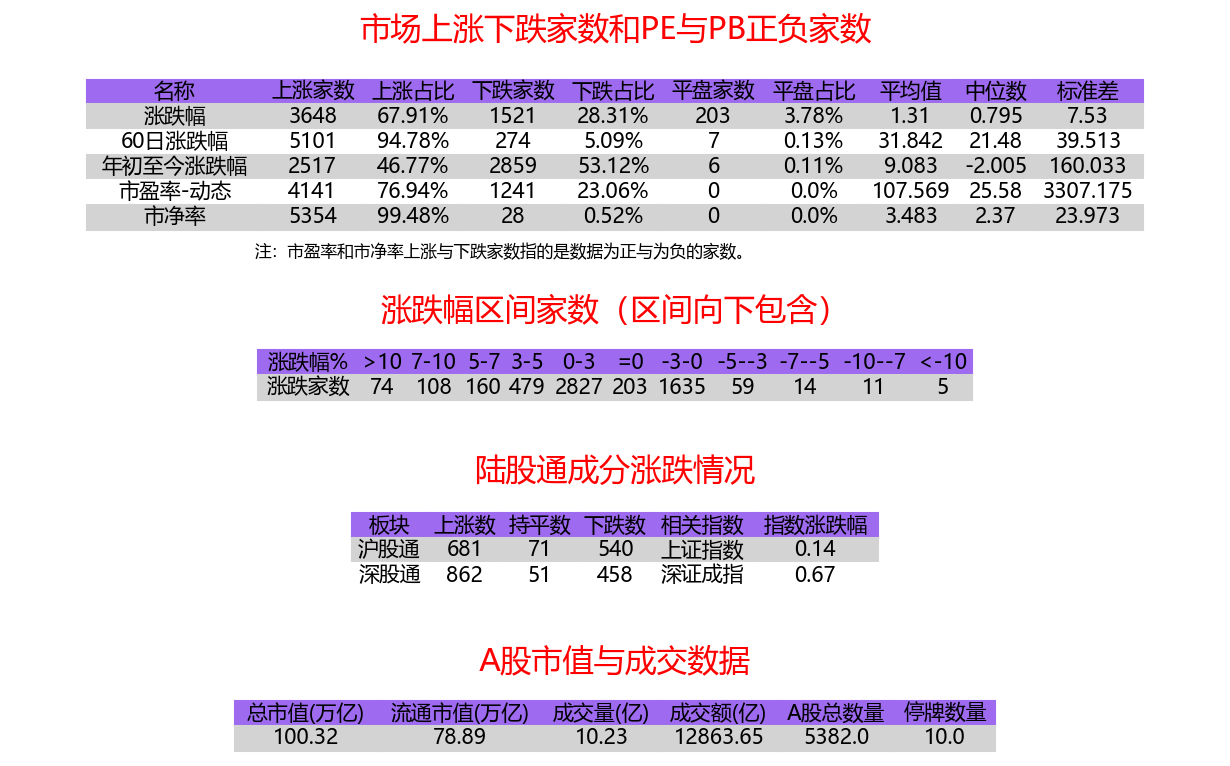 市场上涨下跌家数和PE与PB正负家数
名称 上涨家数 上涨占比 下跌家数 下跌占比 平盘家数 平盘占比 平均值 中位数 标准差
涨跌幅 3648 67.91% 1521 28.31% 203 3.78% 1.31 0.795 7.53
60日涨跌幅 5101 94.78% 274 5.09% 7 0.13% 31.842 21.48 39.513
年初至今涨跌幅 2517 46.77% 2859 53.12% 6 0.11% 9.083 -2.005 160.033
市盈率-动态 4141 76.94% 1241 23.06% 0 0.0% 107.569 25.58 3307.175
市净率 5354 99.48% 28 0.52% 0 0.0% 3.483 2.37 23.973
注：市盈率和市净率上涨与下跌家数指的是数据为正与为负的家数。
涨跌幅区间家数（区间向下包含）
涨跌幅% >10 7-10 5-7 3-5 0-3 =0 -3-0 -5--3 -7--5 -10--7 <-10
涨跌家数 74 108 160 479 2827 203 1635 59 14 11 5
陆股通成分涨跌情况
板块 上涨数 持平数 下跌数 相关指数 指数涨跌幅
沪股通 681 71 540 上证指数 0.14
深股通 862 51 458 深证成指 0.67
A股市值与成交数据
总市值(万亿) 流通市值(万亿) 成交量(亿) 成交额(亿) A股总数量 停牌数量
100.32 78.89 10.23 12863.65 5382.0 10.0